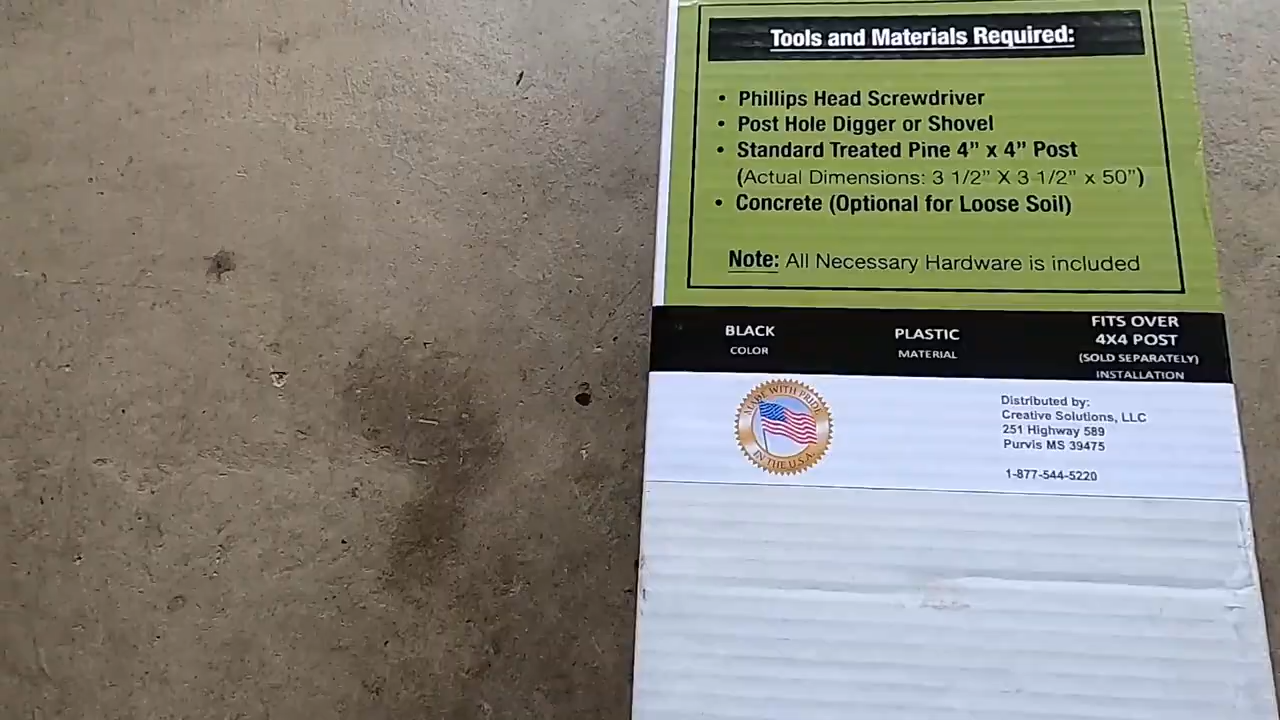 Tools and Materials Required:
• Phillips Head Screwdriver
• Post Hole Digger or Shovel
• Standard Treated Pine 4” x 4” Post
(Actual Dimensions: 3 1/2” X 3 1/2” x 50”)
• Concrete (Optional for Loose Soil)
Note: All Necessary Hardware is included
BLACK
COLOR
PLASTIC
MATERIAL
FITS OVER
4X4 POST
(SOLD SEPARATELY)
INSTALLATION
MADE WITH PRIDE
IN THE U.S.A.
Distributed by:
Creative Solutions, LLC
251 Highway 589
Purvis MS 39475
1-877-544-5220